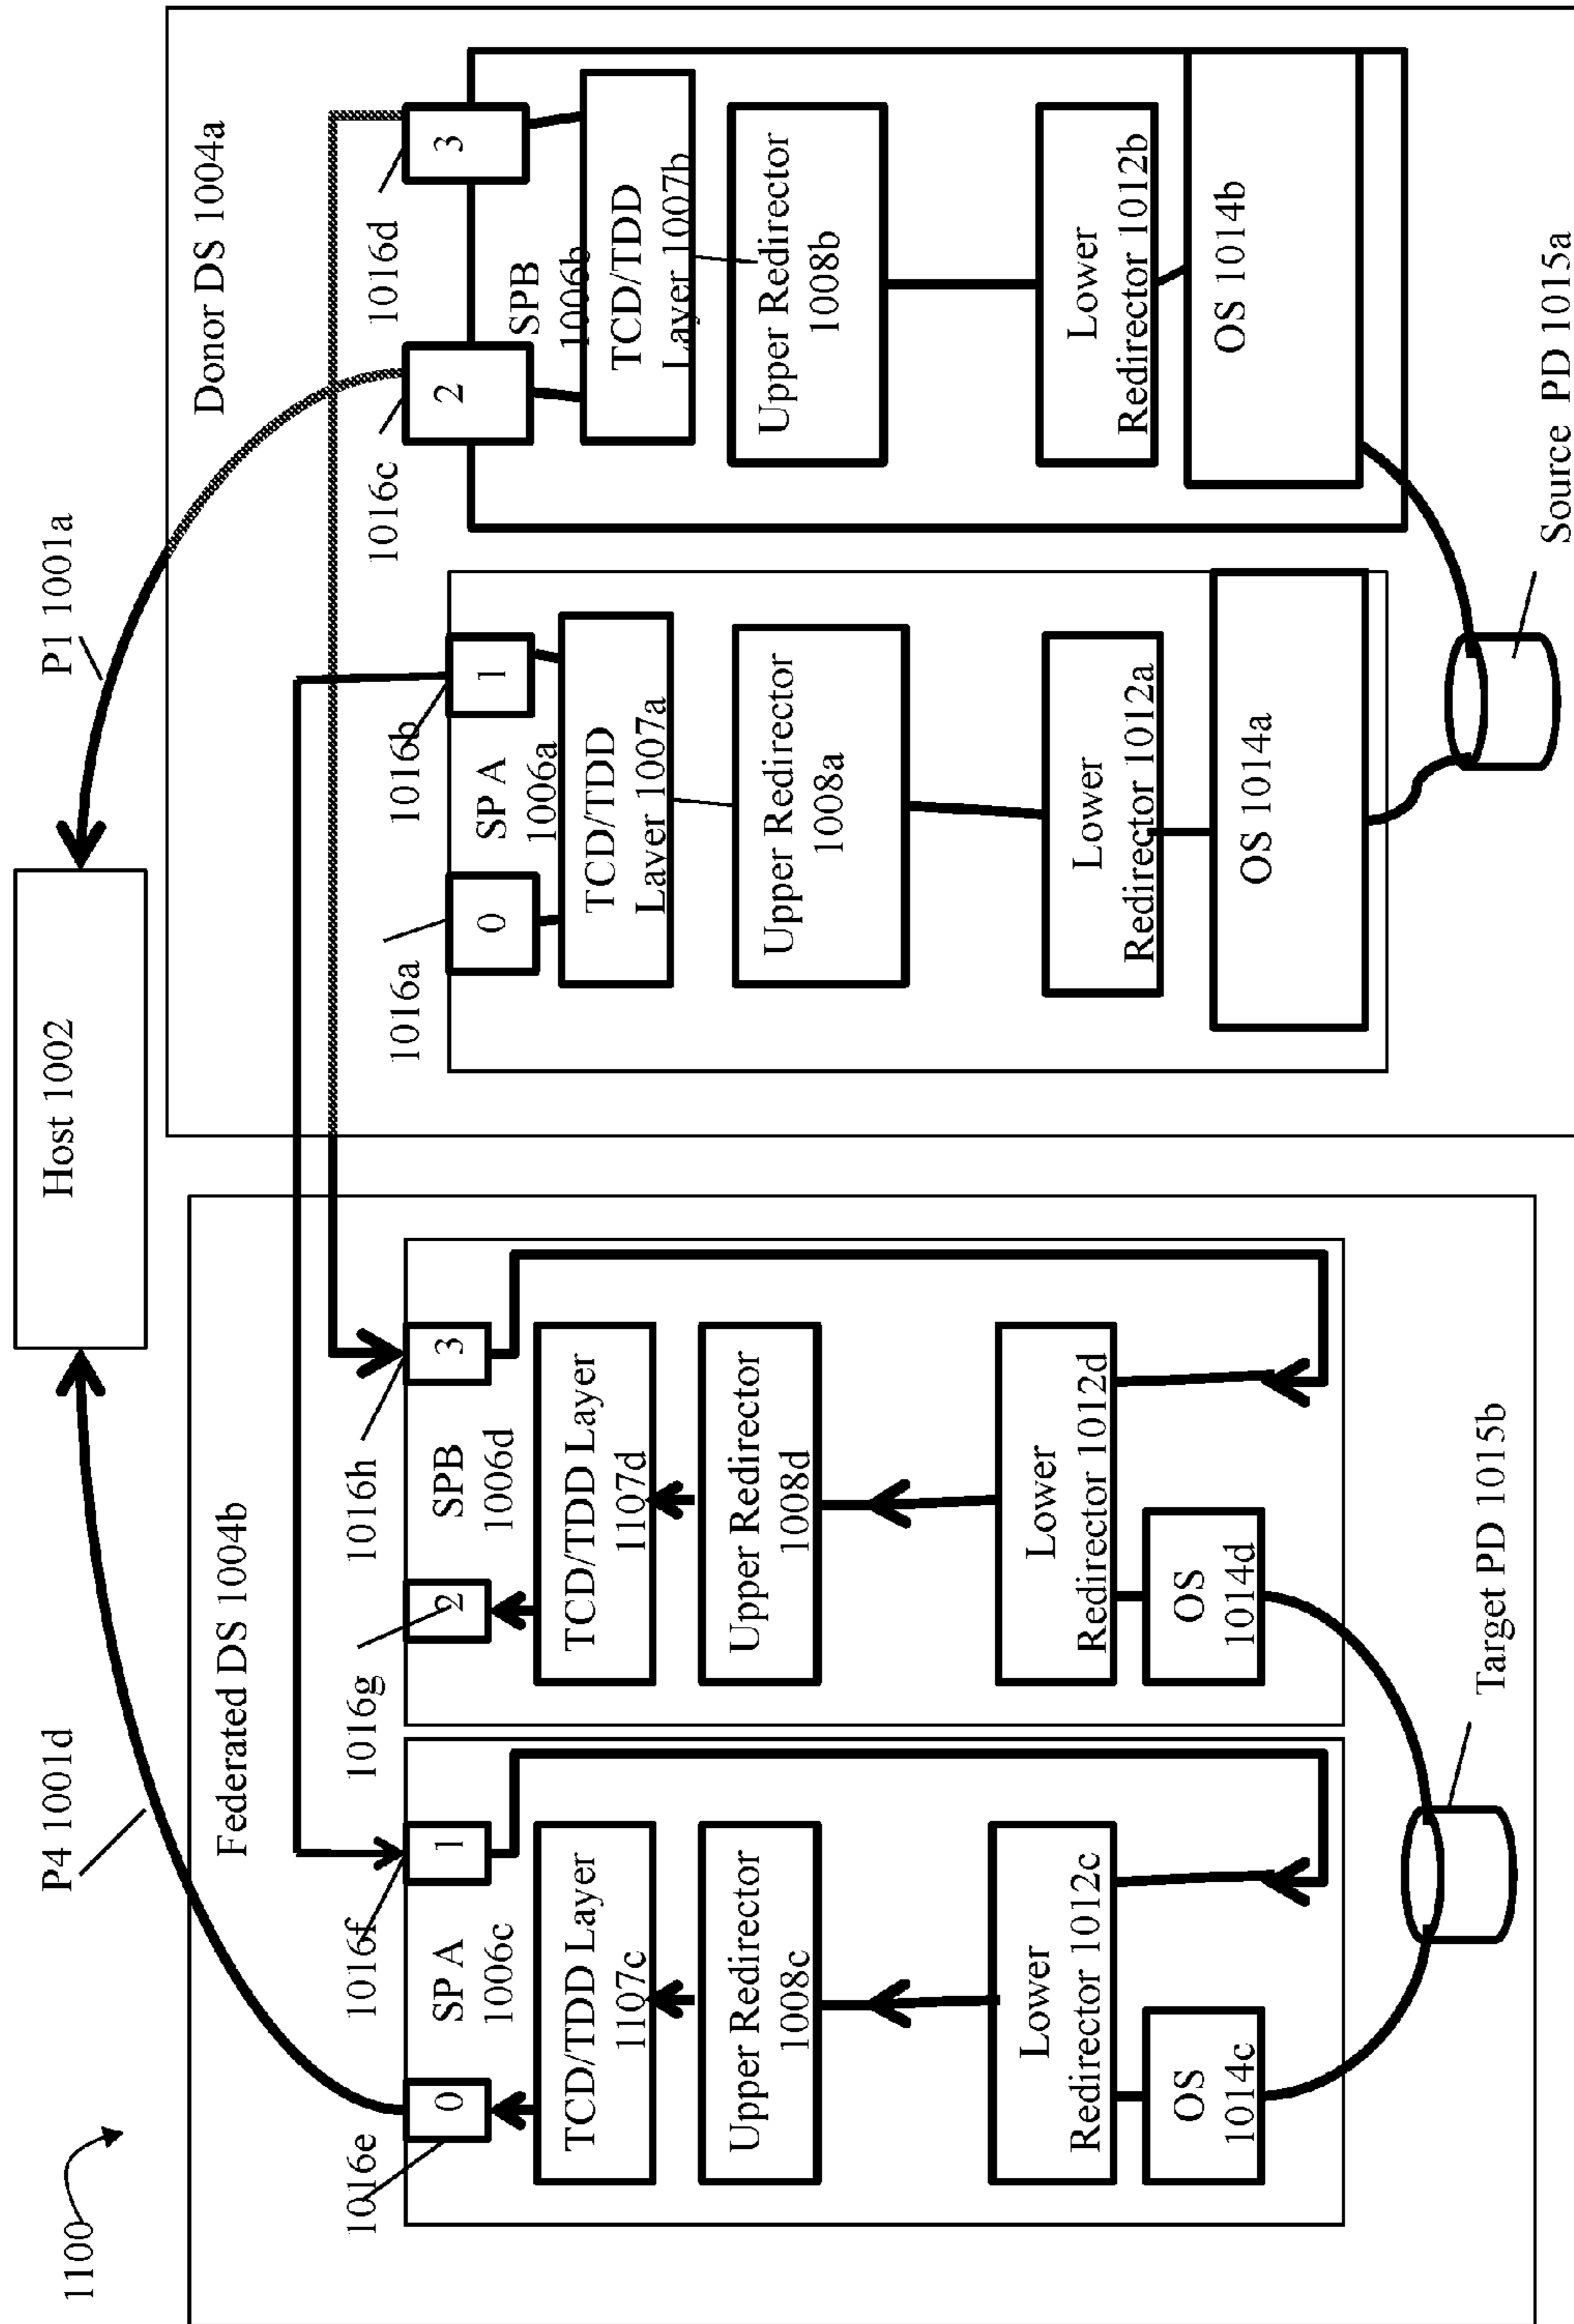 1100
P4 1001d
Host 1002
P1 1001a
Federated DS 1004b
1016e
0
SP A
1006c
1016f
1
TCD/TDD Layer
1107c
Upper Redirector
1008c
Lower
Redirector 1012c
OS
1014c
1016g
2
SPB
1006d
1016h
3
TCD/TDD Layer
1107d
Upper Redirector
1008d
Lower
Redirector 1012d
OS
1014d
Target PD 1015b
Donor DS 1004a
1016a
0
SP A
1006a
1016b
1
TCD/TDD
Layer 1007a
Upper Redirector
1008a
Lower
Redirector 1012a
OS 1014a
1016c
2
SPB
1006b
1016d
3
TCD/TDD
Layer 1007b
Upper Redirector
1008b
Lower
Redirector 1012b
OS 1014b
Source PD 1015a